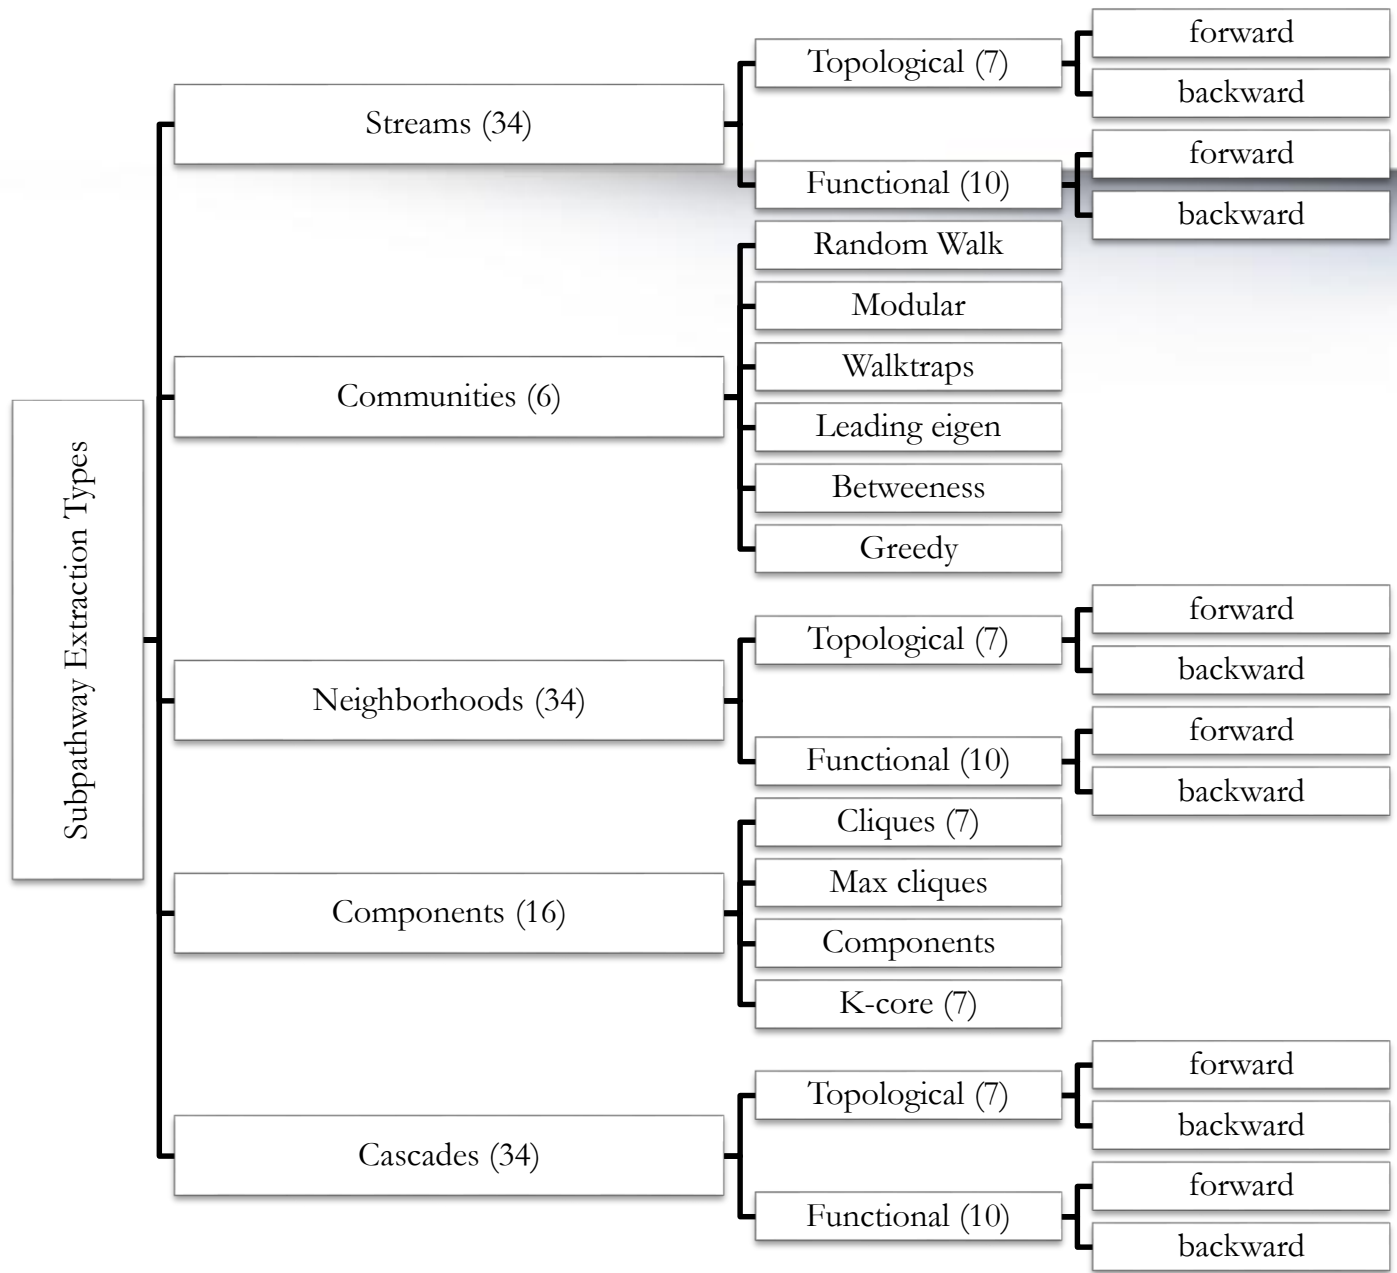 Subpathway Extraction Types
Streams (34)
Topological (7)
forward
backward
Functional (10)
forward
backward
Communities (6)
Random Walk
Modular
Walktraps
Leading eigen
Betweeness
Greedy
Neighborhoods (34)
Topological (7)
forward
backward
Functional (10)
forward
backward
Components (16)
Cliques (7)
Max cliques
Components
K-core (7)
Cascades (34)
Topological (7)
forward
backward
Functional (10)
forward
backward